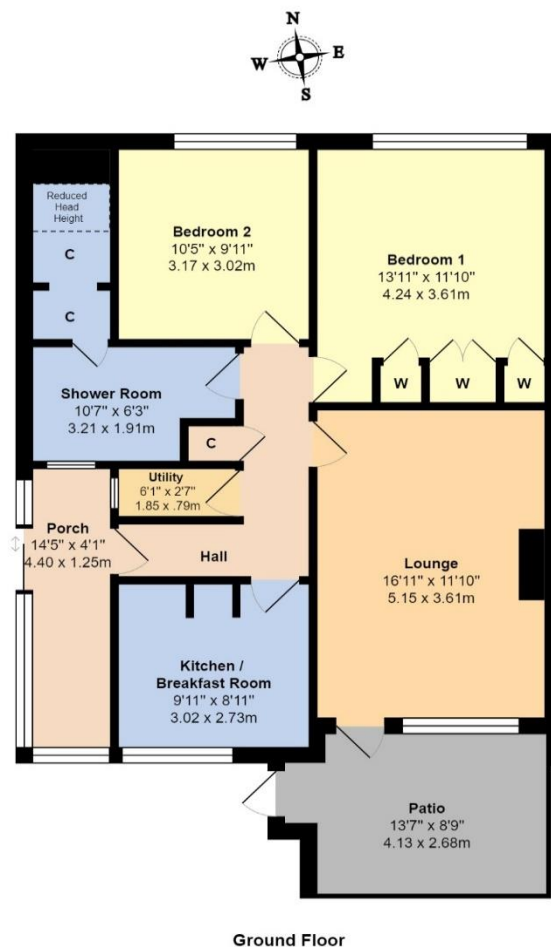 N
W E
S
Reduced
Head
Height
C
C
Bedroom 2
10'5" x 9'11"
3.17 x 3.02m
Bedroom 1
13'11" x 11'10"
4.24 x 3.61m
W
W
W
Shower Room
10'7" x 6'3"
3.21 x 1.91m
C
Utility
6'1" x 2'7"
1.85 x .79m
Porch
14'5" x 4'1"
4.40 x 1.25m
Hall
Lounge
16'11" x 11'10"
5.15 x 3.61m
Kitchen /
Breakfast Room
9'11" x 8'11"
3.02 x 2.73m
Patio
13'7" x 8'9"
4.13 x 2.68m
Ground Floor